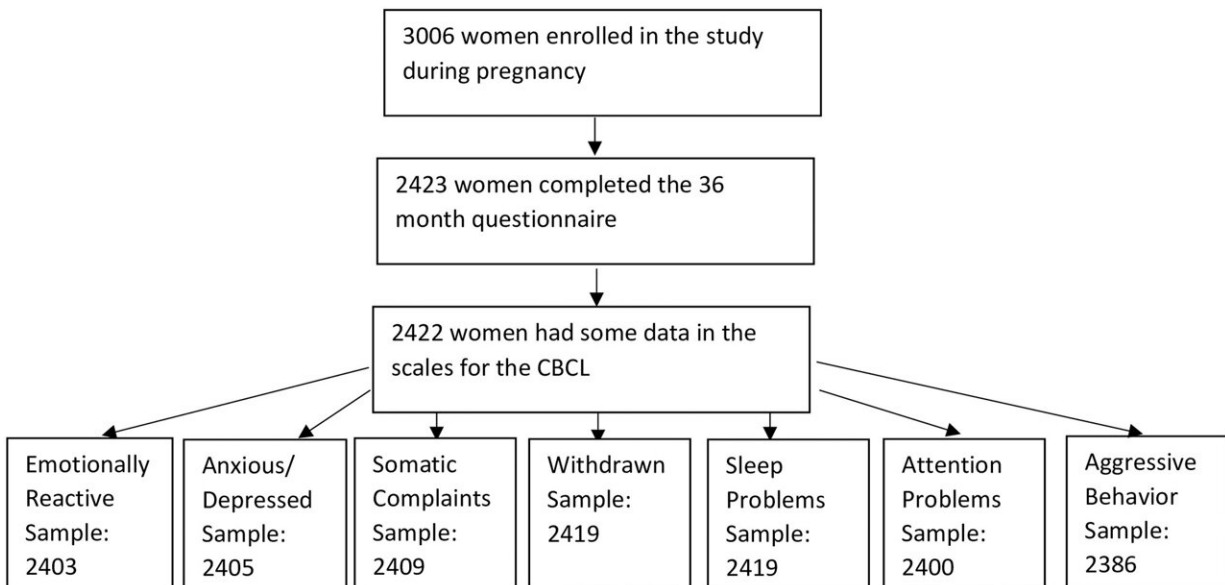 3006 women enrolled in the study
during pregnancy
2423 women completed the 36
month questionnaire
2422 women had some data in the
scales for the CBCL
Emotionally
Reactive
Sample:
2403
Anxious/
Depressed
Sample:
2405
Somatic
Complaints
Sample:
2409
Withdrawn
Sample:
2419
Sleep
Problems
Sample:
2419
Attention
Problems
Sample:
2400
Aggressive
Behavior
Sample:
2386